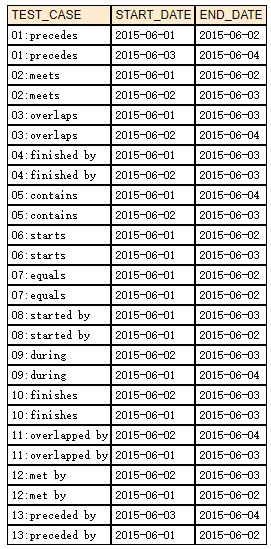 TEST_CASE START_DATE END_DATE
01:precedes 2015-06-01 2015-06-02
01:precedes 2015-06-03 2015-06-04
02:meets 2015-06-01 2015-06-02
02:meets 2015-06-02 2015-06-03
03:overlaps 2015-06-01 2015-06-03
03:overlaps 2015-06-02 2015-06-04
04:finished by 2015-06-01 2015-06-03
04:finished by 2015-06-02 2015-06-03
05:contains 2015-06-01 2015-06-04
05:contains 2015-06-02 2015-06-03
06:starts 2015-06-01 2015-06-02
06:starts 2015-06-01 2015-06-03
07:equals 2015-06-01 2015-06-02
07:equals 2015-06-01 2015-06-02
08:started by 2015-06-01 2015-06-03
08:started by 2015-06-01 2015-06-02
09:during 2015-06-02 2015-06-03
09:during 2015-06-01 2015-06-04
10:finishes 2015-06-02 2015-06-03
10:finishes 2015-06-01 2015-06-03
11:overlapped by 2015-06-02 2015-06-04
11:overlapped by 2015-06-01 2015-06-03
12:met by 2015-06-02 2015-06-03
12:met by 2015-06-01 2015-06-02
13:preceded by 2015-06-03 2015-06-04
13:preceded by 2015-06-01 2015-06-02